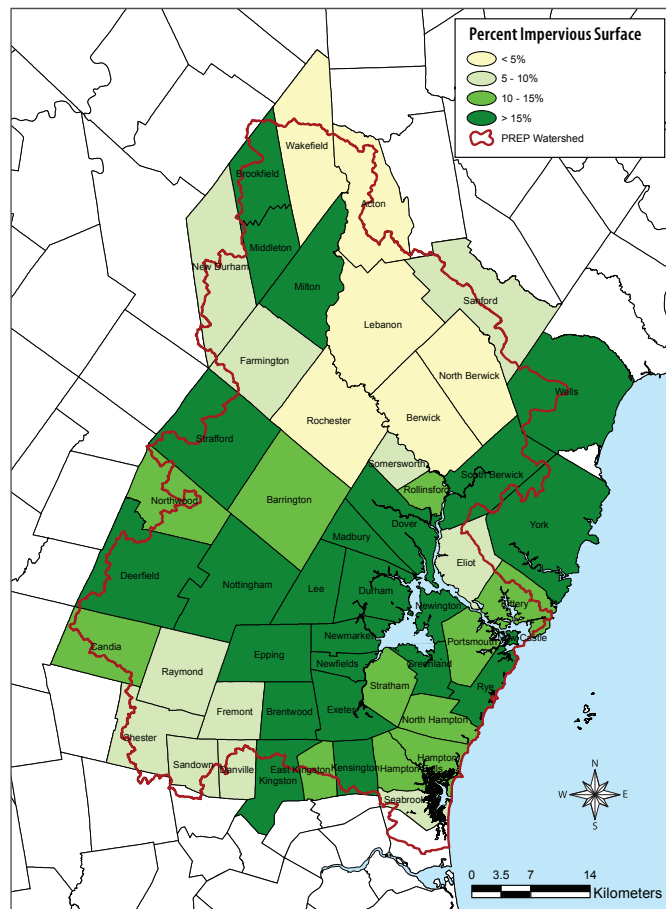 Percent Impervious Surface
< 5%
5 - 10%
10 - 15%
> 15%
PREP Watershed
Wakefield
Brookfield
Acton
Middleton
New Durham
Milton
Sanford
Lebanon
Farmington
North Berwick
Wells
Rochester
Berwick
Strafford
Somersworth
South Berwick
Rollinsford
Northwood
Barrington
Dover
York
Madbury
Eliot
Deerfield
Nottingham
Lee
Durham
Newington
Kittery
Candia
Newmarket
Portsmouth
Castle
Raymond
Epping
Newfields
Greenland
Stratham
Rye
Fremont
Brentwood
Exeter
North Hampton
Chester
Sandown
Danville
East Kingston
Kensington
Hampton
Hampton Falls
Kingston
Seabrook
N
W
E
S
0 3.5 7 14
Kilometers